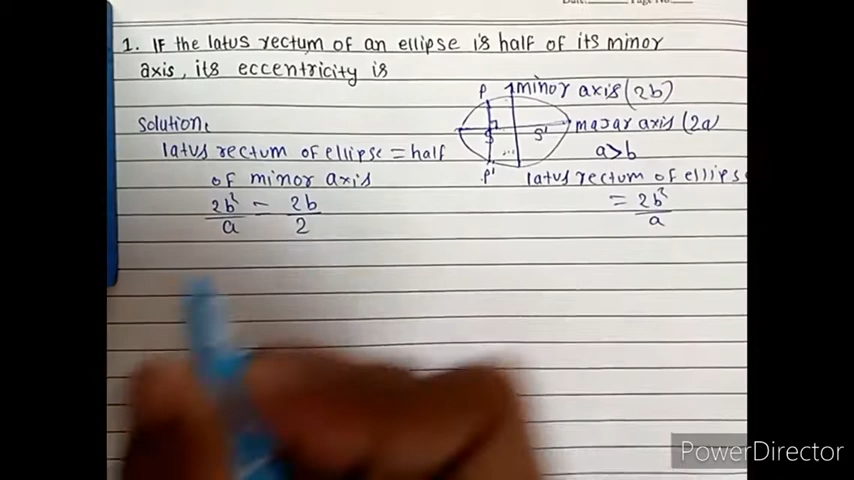 1. IF the latus rectum of an ellipse is half of its minor
axis, its eccentricity is
P minor axis (2b)
Solution:
S S' major axis (2a)
latus rectum of ellipse = half
a>b
of minor axis
P'
latus rectum of ellipse
2b²/a = 2b/2
= 2b²/a
PowerDirector